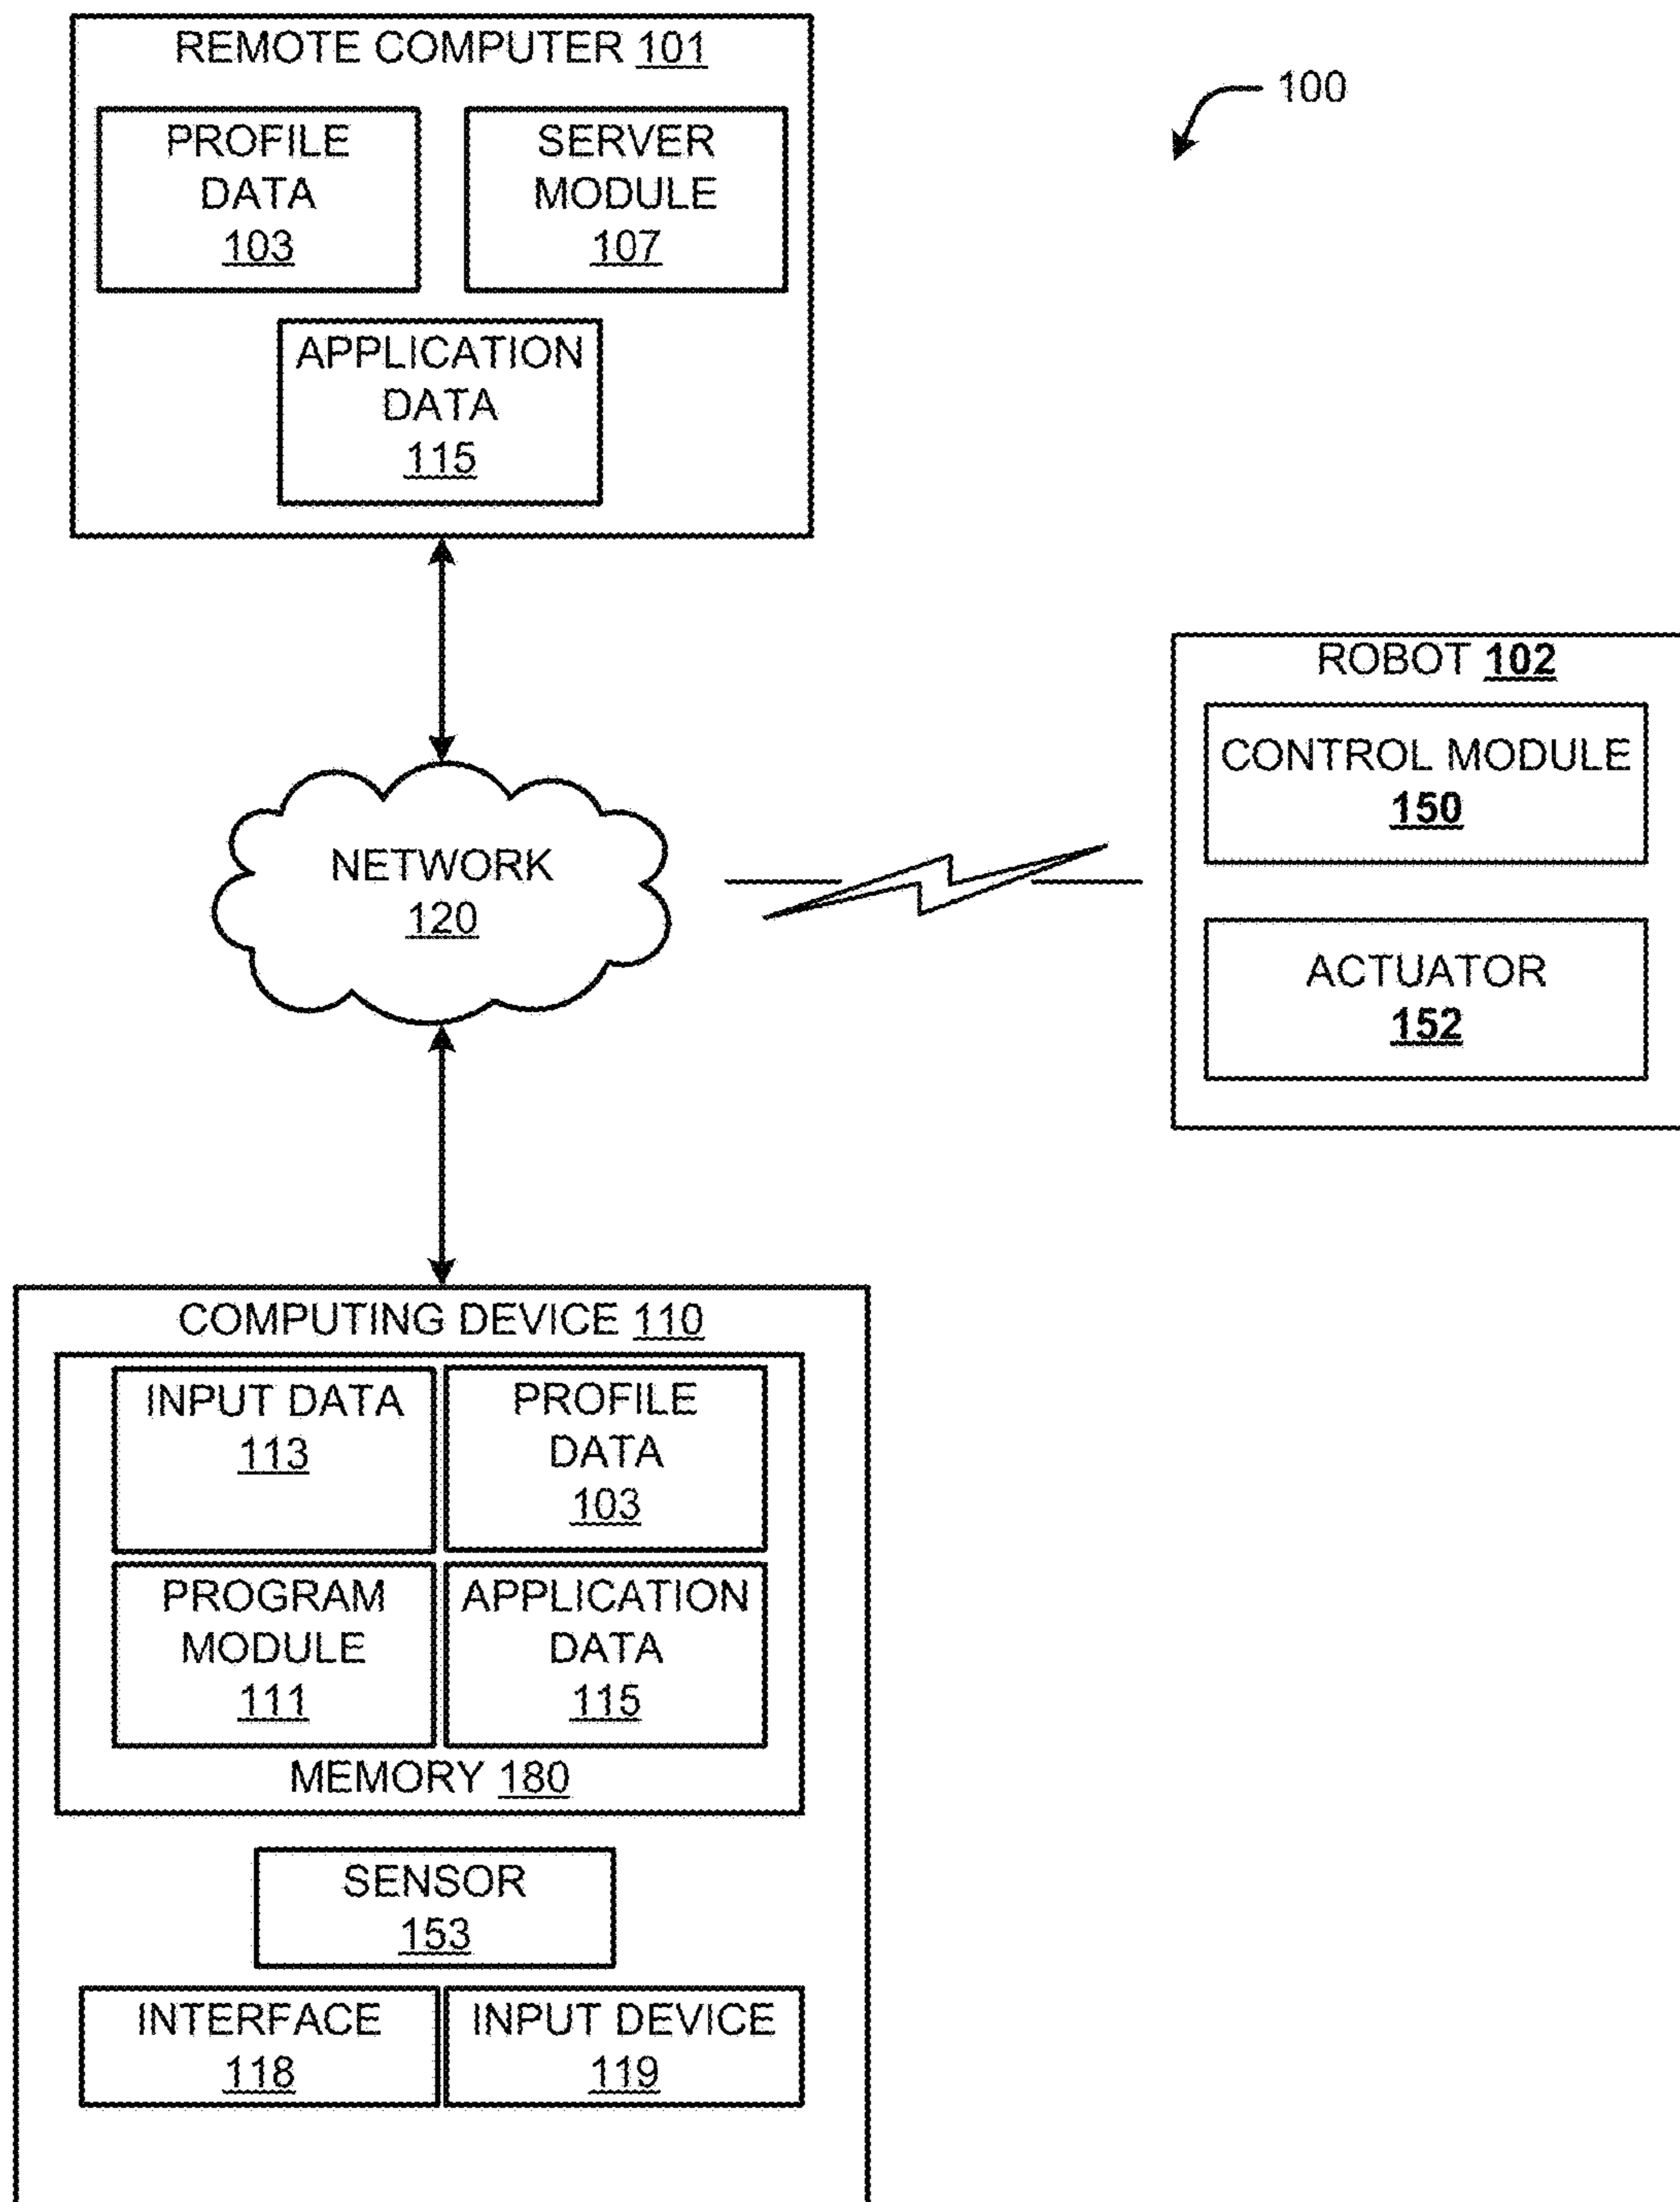 REMOTE COMPUTER 101
100
PROFILE
DATA
103
SERVER
MODULE
107
APPLICATION
DATA
115
ROBOT 102
CONTROL MODULE
150
NETWORK
120
ACTUATOR
152
COMPUTING DEVICE 110
INPUT DATA
113
PROFILE
DATA
103
PROGRAM
MODULE
111
APPLICATION
DATA
115
MEMORY 180
SENSOR
153
INTERFACE
118
INPUT DEVICE
119